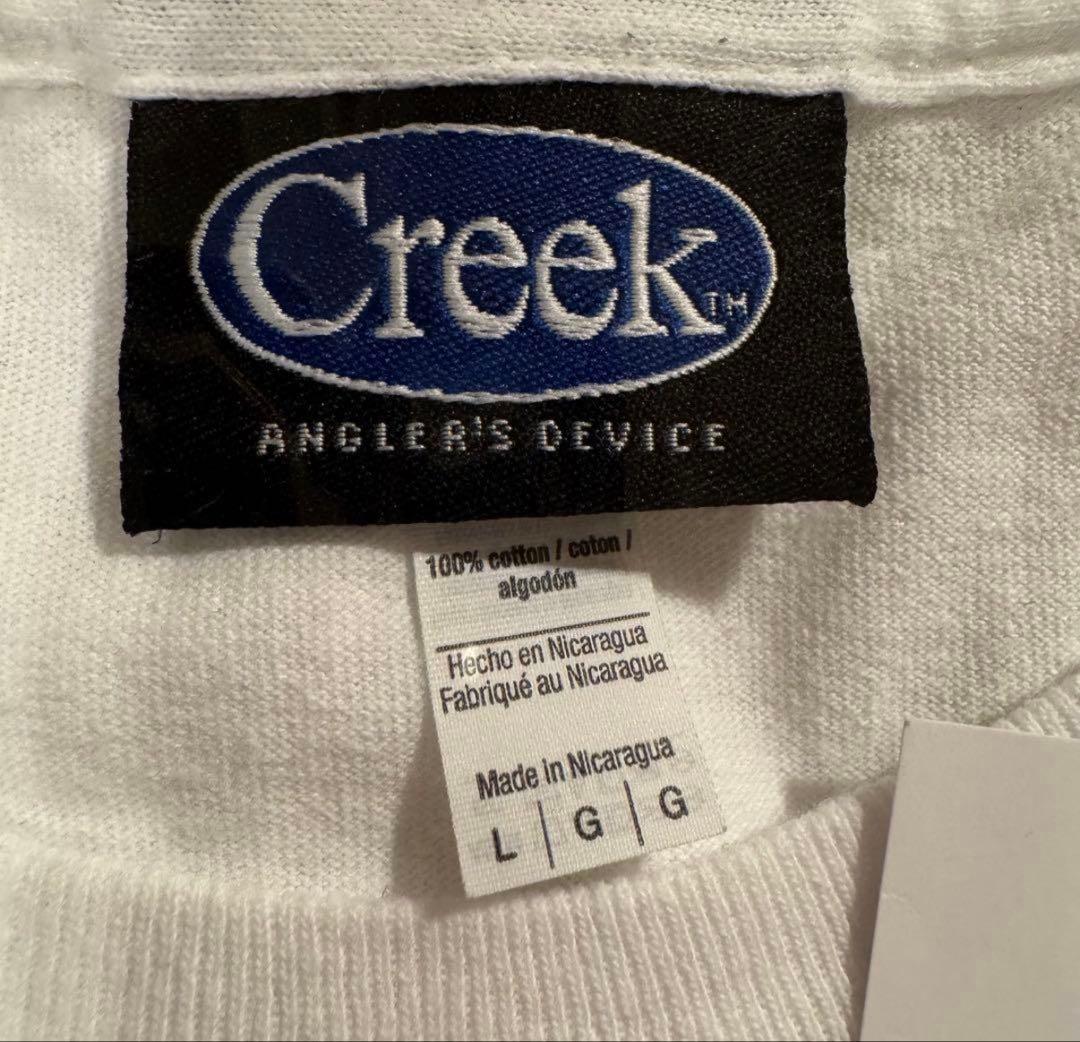 Creek TM
ANGLER'S DEVICE
100% cotton / coton /
algodón
Hecho en Nicaragua
Fabriqué au Nicaragua
Made in Nicaragua
L | G | G